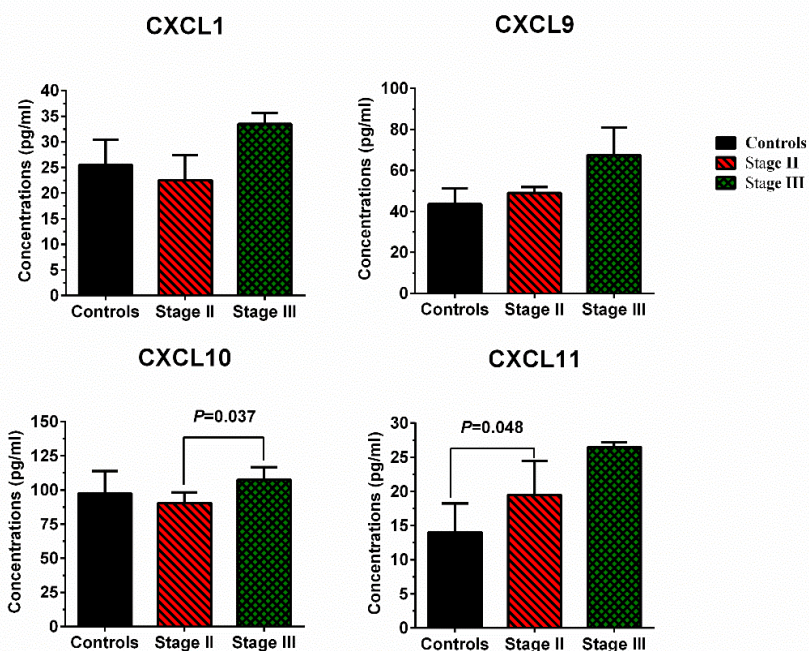 CXCL1
Concentrations (pg/ml)
40
35
30
25
20
15
10
5
0
Controls Stage II Stage III
CXCL9
Concentrations (pg/ml)
100
80
60
40
20
0
Controls Stage II Stage III
Controls
Stage II
Stage III
CXCL10
Concentrations (pg/ml)
150
125
100
75
50
25
0
P=0.037
Controls Stage II Stage III
CXCL11
Concentrations (pg/ml)
30
25
20
15
10
5
0
P=0.048
Controls Stage II Stage III